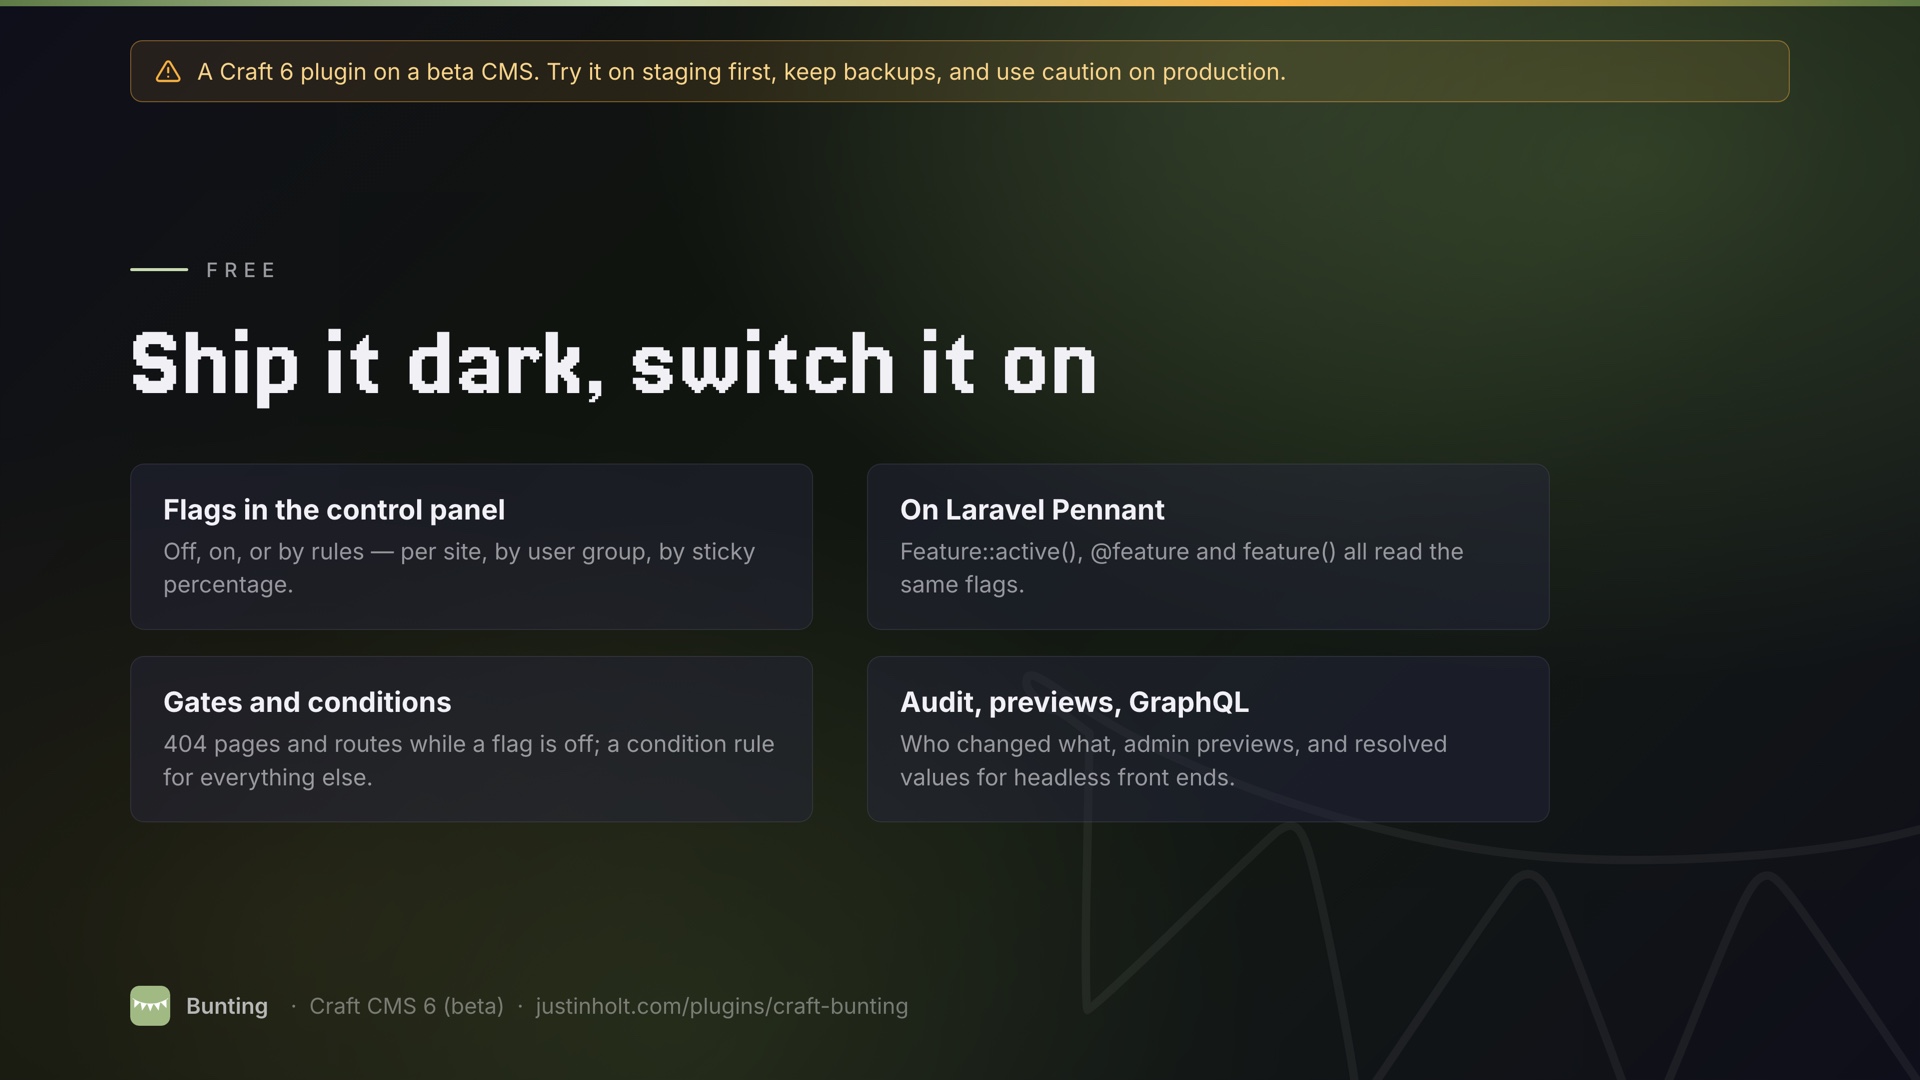 A Craft 6 plugin on a beta CMS. Try it on staging first, keep backups, and use caution on production.
FREE
Ship it dark, switch it on
Flags in the control panel
Off, on, or by rules — per site, by user group, by sticky
percentage.
On Laravel Pennant
Feature::active(), @feature and feature() all read the
same flags.
Gates and conditions
404 pages and routes while a flag is off; a condition rule
for everything else.
Audit, previews, GraphQL
Who changed what, admin previews, and resolved
values for headless front ends.
Bunting · Craft CMS 6 (beta) · justinholt.com/plugins/craft-bunting